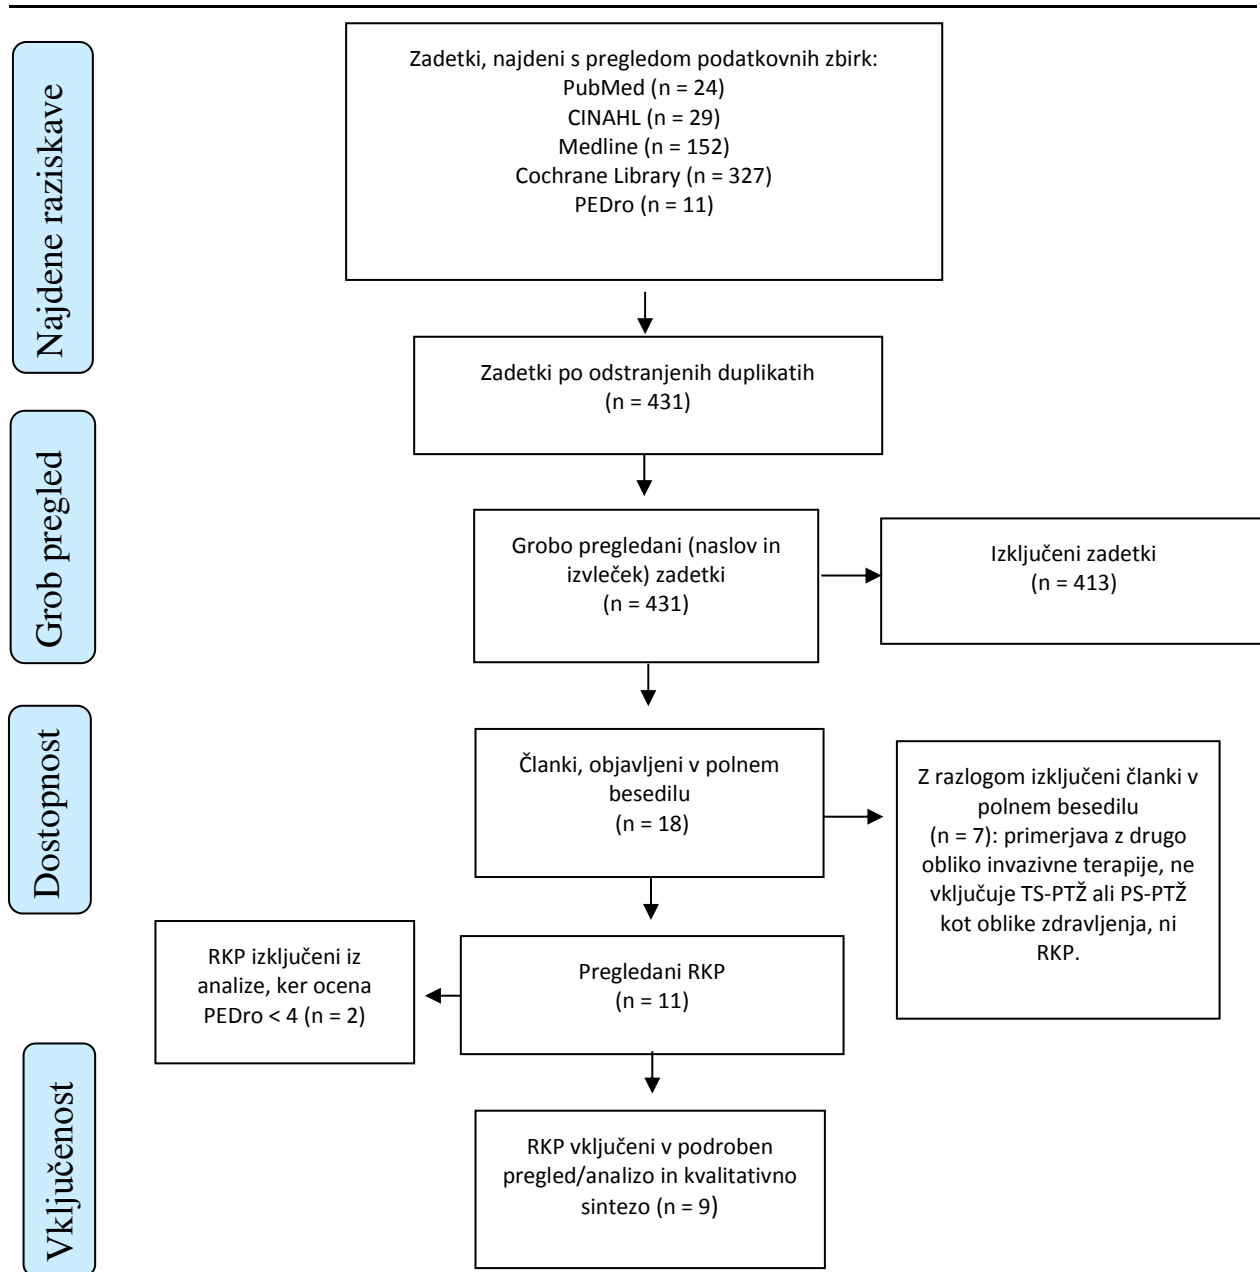 Najdene raziskave
Zadetki, najdeni s pregledom podatkovnih zbirk:
PubMed (n = 24)
CINAHL (n = 29)
Medline (n = 152)
Cochrane Library (n = 327)
PEDro (n = 11)
Zadetki po odstranjenih duplikatih
(n = 431)
Grob pregled
Grobo pregledani (naslov in
izvleček) zadetki
(n = 431)
Izključeni zadetki
(n = 413)
Dostopnost
Članki, objavljeni v polnem
besedilu
(n = 18)
Z razlogom izključeni članki v
polnem besedilu
(n = 7): primerjava z drugo
obliko invazivne terapije, ne
vključuje TS-PTŽ ali PS-PTŽ
kot oblike zdravljenja, ni
RKP.
RKP izključeni iz
analize, ker ocena
PEDro < 4 (n = 2)
Pregledani RKP
(n = 11)
Vključenost
RKP vključeni v podroben
pregled/analizo in kvalitativno
sintezo (n = 9)